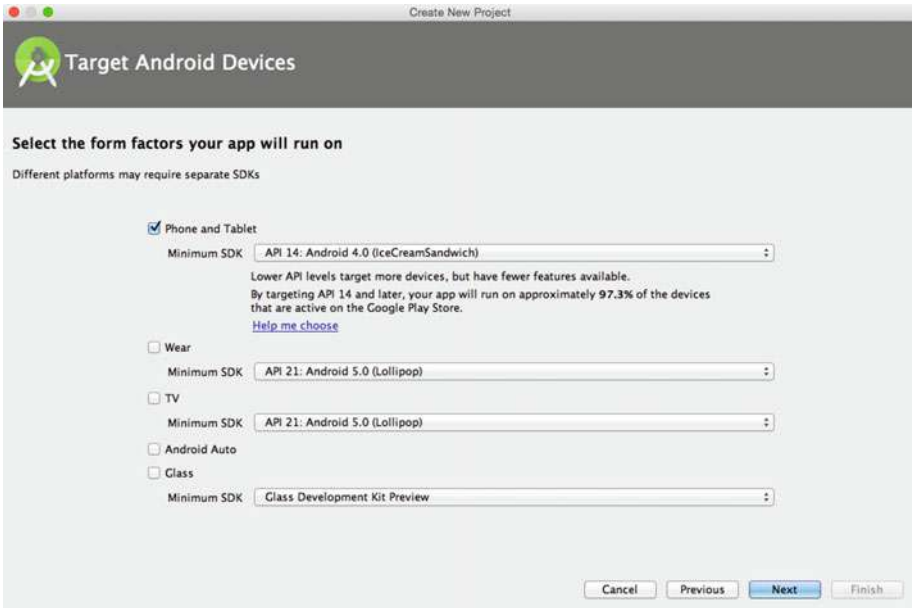 Create New Project
Target Android Devices
Select the form factors your app will run on
Different platforms may require separate SDKs
Phone and Tablet
Minimum SDK API 14: Android 4.0 (IceCreamSandwich)
Lower API levels target more devices, but have fewer features available.
By targeting API 14 and later, your app will run on approximately 97.3% of the devices
that are active on the Google Play Store.
Help me choose
Wear
Minimum SDK API 21: Android 5.0 (Lollipop)
TV
Minimum SDK API 21: Android 5.0 (Lollipop)
Android Auto
Glass
Minimum SDK Glass Development Kit Preview
Cancel Previous Next Finish